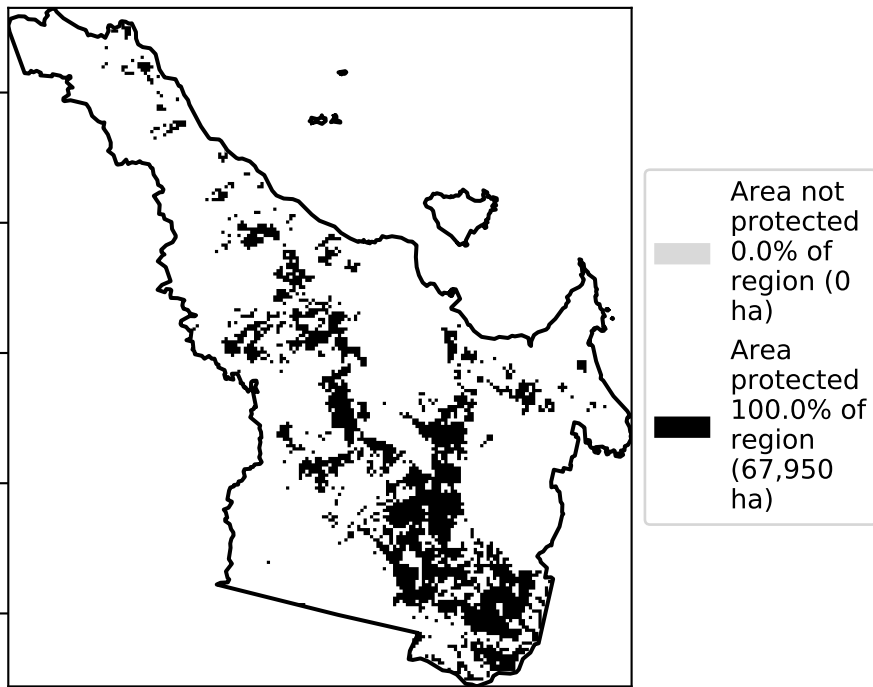 Area not
protected
0.0% of
region (0
ha)
Area
protected
100.0% of
region
(67,950
ha)